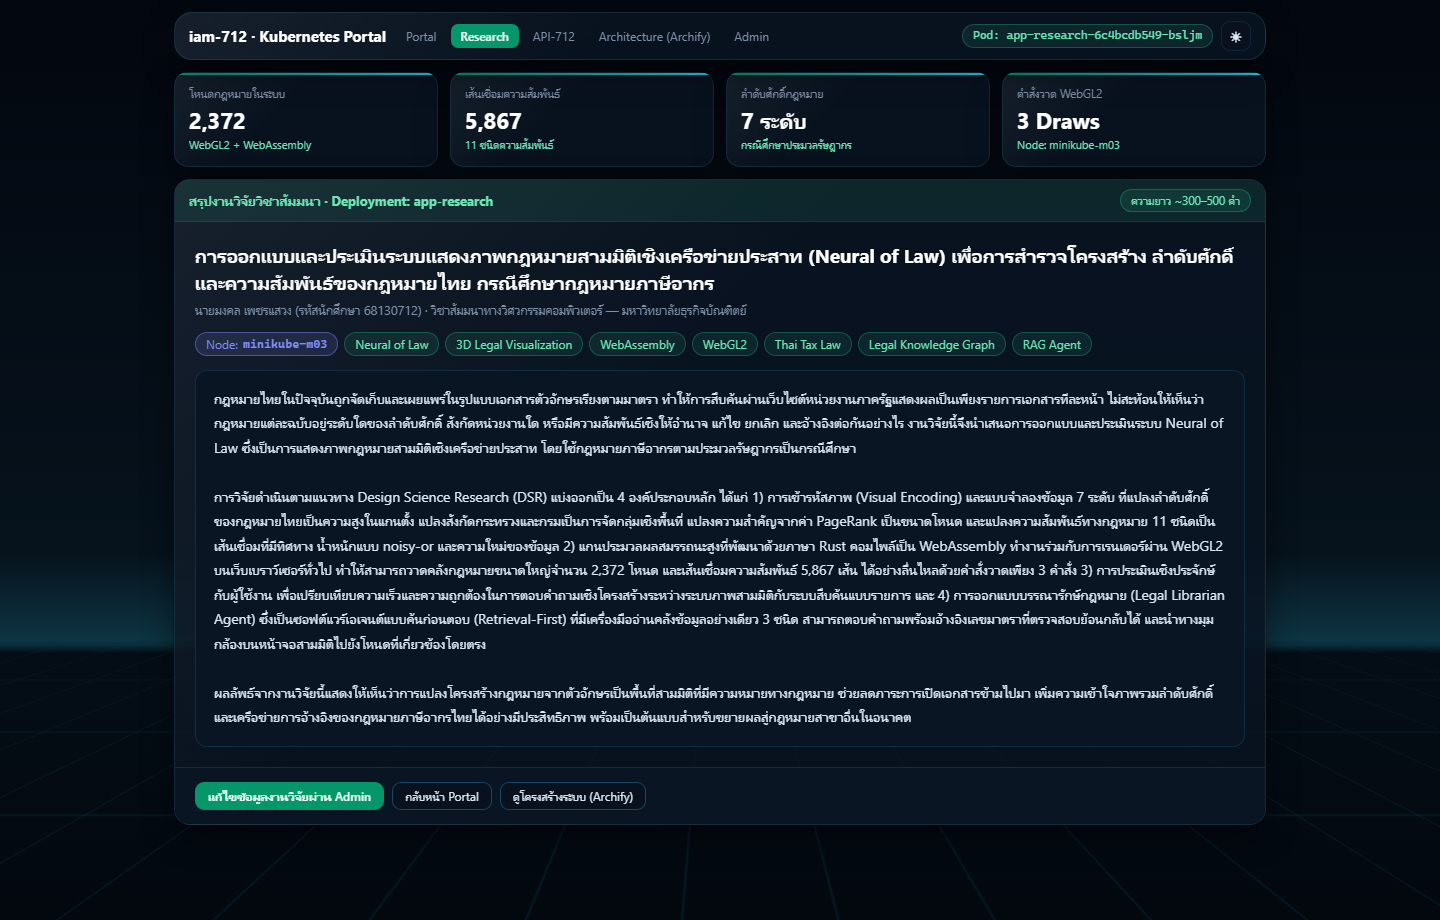 iam-712 · Kubernetes Portal
Portal
Research
API-712
Architecture (Archify)
Admin
Pod: app-research-6c4bcdb549-bsljm
โหนดกฎหมายในระบบ
2,372
WebGL2 + WebAssembly
เส้นเชื่อมความสัมพันธ์
5,867
11 ชนิดความสัมพันธ์
ลำดับศักดิ์กฎหมาย
7 ระดับ
กรณีศึกษาประมวลรัษฎากร
คำสั่งวาด WebGL2
3 Draws
Node: minikube-m03
สรุปงานวิจัยวิชาสัมมนา · Deployment: app-research
ความยาว ~300–500 คำ
การออกแบบและประเมินระบบแสดงภาพกฎหมายสามมิติเชิงเครือข่ายประสาท (Neural of Law) เพื่อการสำรวจโครงสร้าง ลำดับศักดิ์
และความสัมพันธ์ของกฎหมายไทย กรณีศึกษากฎหมายภาษีอากร
นายมงคล เพชรแสวง (รหัสนักศึกษา 68130712) · วิชาสัมมนาทางวิศวกรรมคอมพิวเตอร์ — มหาวิทยาลัยธุรกิจบัณฑิตย์
Node: minikube-m03
Neural of Law
3D Legal Visualization
WebAssembly
WebGL2
Thai Tax Law
Legal Knowledge Graph
RAG Agent
กฎหมายไทยในปัจจุบันถูกจัดเก็บและเผยแพร่ในรูปแบบเอกสารตัวอักษรเรียงตามมาตรา ทำให้การสืบค้นผ่านเว็บไซต์หน่วยงานภาครัฐแสดงผลเป็นเพียงรายการเอกสารทีละหน้า ไม่สะท้อนให้เห็นว่า
กฎหมายแต่ละฉบับอยู่ระดับใดของลำดับศักดิ์ สังกัดหน่วยงานใด หรือมีความสัมพันธ์เชิงให้อำนาจ แก้ไข ยกเลิก และอ้างอิงต่อกันอย่างไร งานวิจัยนี้จึงนำเสนอการออกแบบและประเมินระบบ Neural of
Law ซึ่งเป็นการแสดงภาพกฎหมายสามมิติเชิงเครือข่ายประสาท โดยใช้กฎหมายภาษีอากรตามประมวลรัษฎากรเป็นกรณีศึกษา
การวิจัยดำเนินตามแนวทาง Design Science Research (DSR) แบ่งออกเป็น 4 องค์ประกอบหลัก ได้แก่ 1) การเข้ารหัสภาพ (Visual Encoding) และแบบจำลองข้อมูล 7 ระดับ ที่แปลงลำดับศักดิ์
ของกฎหมายไทยเป็นความสูงในแกนตั้ง แปลงสังกัดกระทรวงและกรมเป็นการจัดกลุ่มเชิงพื้นที่ แปลงความสำคัญจากค่า PageRank เป็นขนาดโหนด และแปลงความสัมพันธ์ทางกฎหมาย 11 ชนิดเป็น
เส้นเชื่อมที่มีทิศทาง น้ำหนักแบบ noisy-or และความใหม่ของข้อมูล 2) แกนประมวลผลสมรรถนะสูงที่พัฒนาด้วยภาษา Rust คอมไพล์เป็น WebAssembly ทำงานร่วมกับการเรนเดอร์ผ่าน WebGL2
บนเว็บเบราว์เซอร์ทั่วไป ทำให้สามารถวาดคลังกฎหมายขนาดใหญ่จำนวน 2,372 โหนด และเส้นเชื่อมความสัมพันธ์ 5,867 เส้น ได้อย่างลื่นไหลด้วยคำสั่งวาดเพียง 3 คำสั่ง 3) การประเมินเชิงประจักษ์
กับผู้ใช้งาน เพื่อเปรียบเทียบความเร็วและความถูกต้องในการตอบคำถามเชิงโครงสร้างระหว่างระบบภาพสามมิติกับระบบสืบค้นแบบรายการ และ 4) การออกแบบบรรณารักษ์กฎหมาย (Legal Librarian
Agent) ซึ่งเป็นซอฟต์แวร์เอเจนต์แบบค้นก่อนตอบ (Retrieval-First) ที่มีเครื่องมืออ่านคลังข้อมูลอย่างเดียว 3 ชนิด สามารถตอบคำถามพร้อมอ้างอิงเลขมาตราที่ตรวจสอบย้อนกลับได้ และนำทางมุม
กล้องบนหน้าจอสามมิติไปยังโหนดที่เกี่ยวข้องโดยตรง
ผลลัพธ์จากงานวิจัยนี้แสดงให้เห็นว่าการแปลงโครงสร้างกฎหมายจากตัวอักษรเป็นพื้นที่สามมิติที่มีความหมายทางกฎหมาย ช่วยลดภาระการเปิดเอกสารข้ามไปมา เพิ่มความเข้าใจภาพรวมลำดับศักดิ์
และเครือข่ายการอ้างอิงของกฎหมายภาษีอากรไทยได้อย่างมีประสิทธิภาพ พร้อมเป็นต้นแบบสำหรับขยายผลสู่กฎหมายสาขาอื่นในอนาคต
แก้ไขข้อมูลงานวิจัยผ่าน Admin
กลับหน้า Portal
ดูโครงสร้างระบบ (Archify)